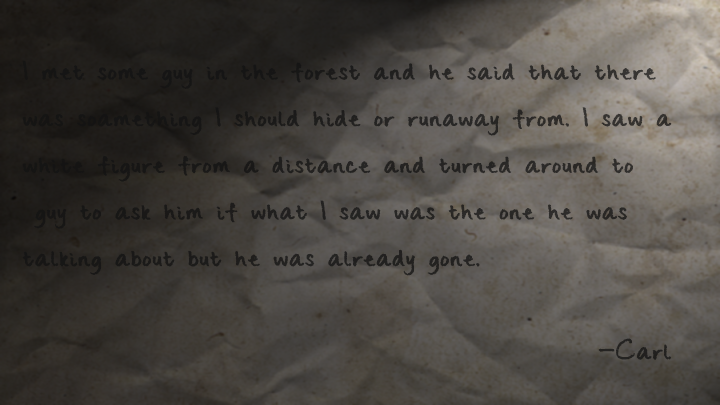 I met some guy in the forest and he said that there
was soamething I should hide or runaway from. I saw a
white figure from a distance and turned around to
guy to ask him if what I saw was the one he was
talking about but he was already gone.
-Carl